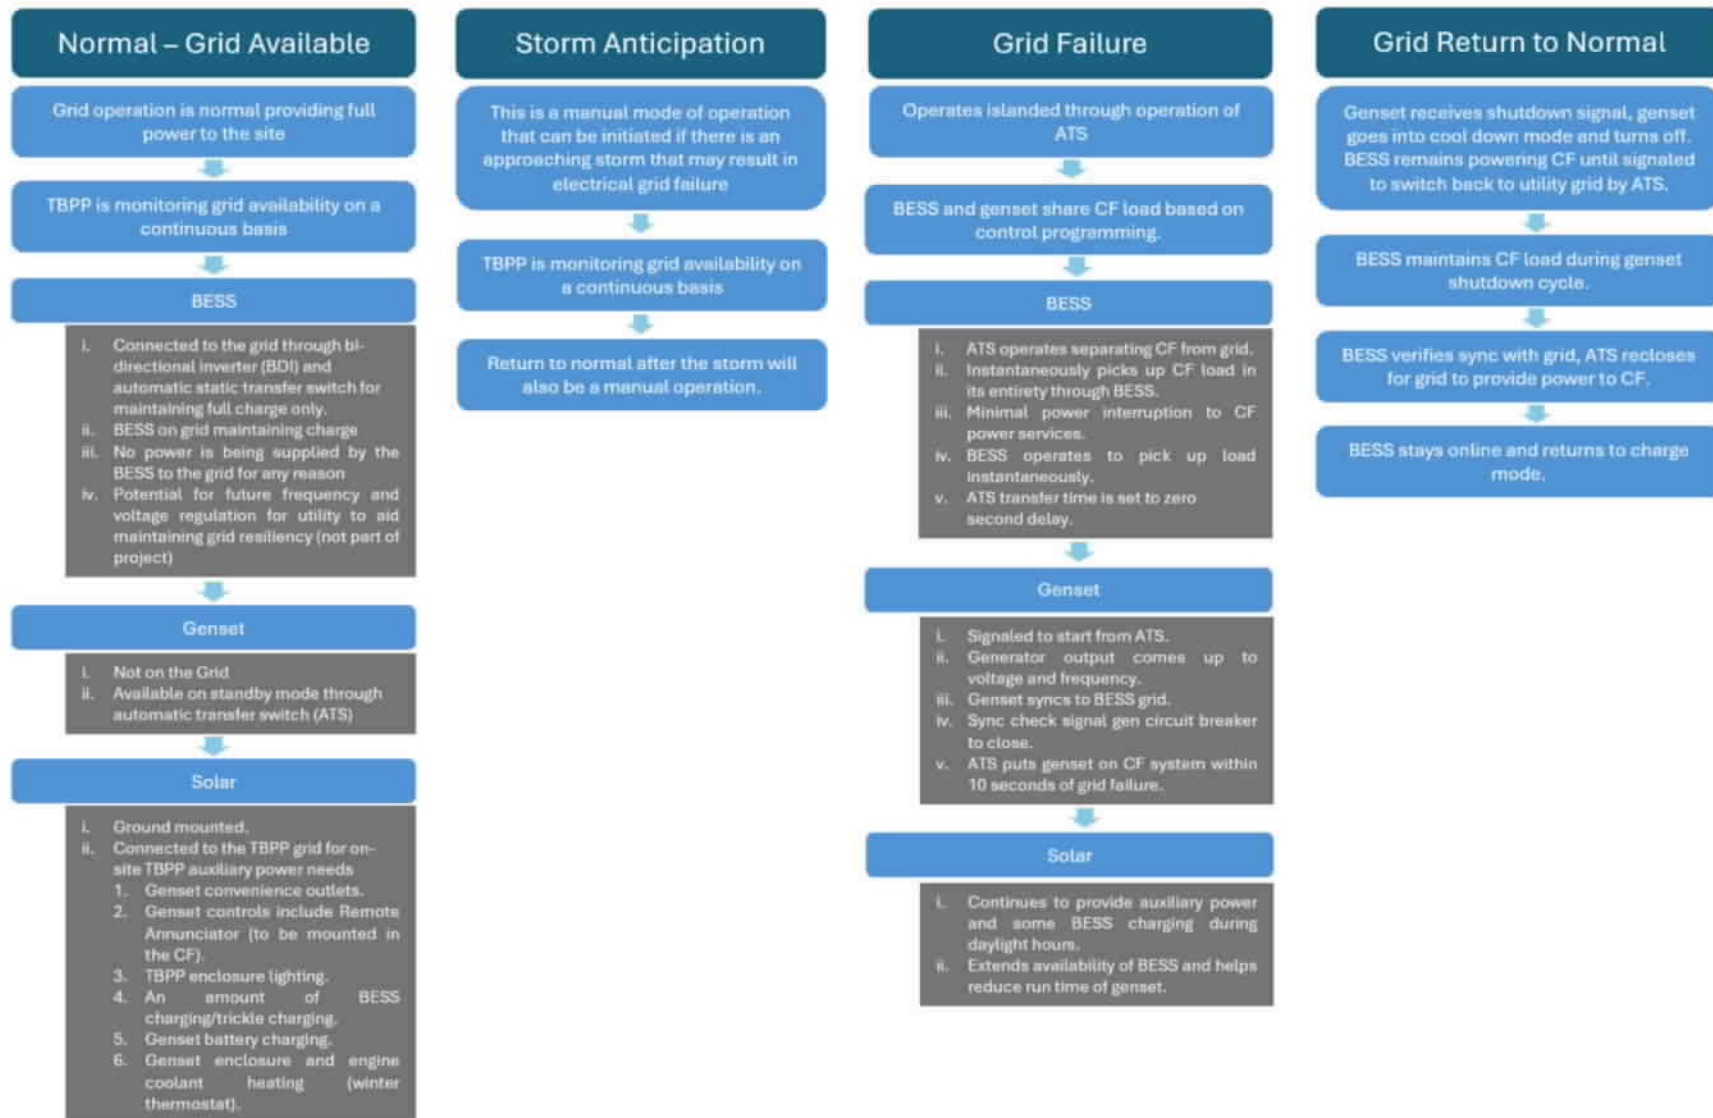 Normal – Grid Available
Grid operation is normal providing full
power to the site
TBPP is monitoring grid availability on a
continuous basis
BESS
i. Connected to the grid through bi-
directional inverter (BDI) and
automatic static transfer switch for
maintaining full charge only.
ii. BESS on grid maintaining charge
iii. No power is being supplied by the
BESS to the grid for any reason
iv. Potential for future frequency and
voltage regulation for utility to aid
maintaining grid resiliency (not part of
project)
Genset
i. Not on the Grid
ii. Available on standby mode through
automatic transfer switch (ATS)
Solar
i. Ground mounted.
ii. Connected to the TBPP grid for on-
site TBPP auxiliary power needs
1. Genset convenience outlets.
2. Genset controls include Remote
Annunciator (to be mounted in
the CF).
3. TBPP enclosure lighting.
4. An amount of BESS
charging/trickle charging.
5. Genset battery charging.
6. Genset enclosure and engine
coolant heating (winter
thermostat).
Storm Anticipation
This is a manual mode of operation
that can be initiated if there is an
approaching storm that may result in
electrical grid failure
TBPP is monitoring grid availability on
a continuous basis
Return to normal after the storm will
also be a manual operation.
Grid Failure
Operates islanded through operation of
ATS
BESS and genset share CF load based on
control programming.
BESS
i. ATS operates separating CF from grid.
ii. Instantaneously picks up CF load in
its entirety through BESS.
iii. Minimal power interruption to CF
power services.
iv. BESS operates to pick up load
instantaneously.
v. ATS transfer time is set to zero
second delay.
Genset
i. Signaled to start from ATS.
ii. Generator output comes up to
voltage and frequency.
iii. Genset syncs to BESS grid.
iv. Sync check signal gen circuit breaker
to close.
v. ATS puts genset on CF system within
10 seconds of grid failure.
Solar
i. Continues to provide auxiliary power
and some BESS charging during
daylight hours.
ii. Extends availability of BESS and helps
reduce run time of genset.
Grid Return to Normal
Genset receives shutdown signal, genset
goes into cool down mode and turns off.
BESS remains powering CF until signaled
to switch back to utility grid by ATS.
BESS maintains CF load during genset
shutdown cycle.
BESS verifies sync with grid, ATS recloses
for grid to provide power to CF.
BESS stays online and returns to charge
mode.